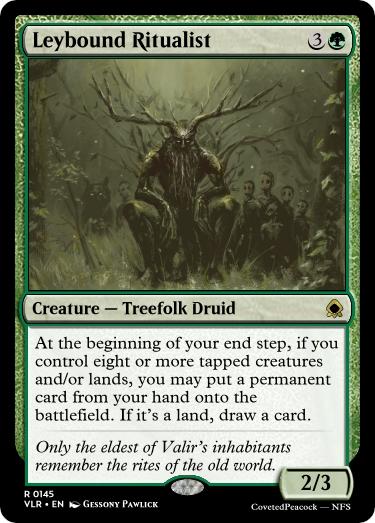 Leybound Ritualist 3
Creature — Treefolk Druid
At the beginning of your end step, if you
control eight or more tapped creatures
and/or lands, you may put a permanent
card from your hand onto the
battlefield. If it's a land, draw a card.
Only the eldest of Valir's inhabitants
remember the rites of the old world.
2/3
R 0145
VLR • EN Gessony Pawlick
CovetedPeacock — NFS